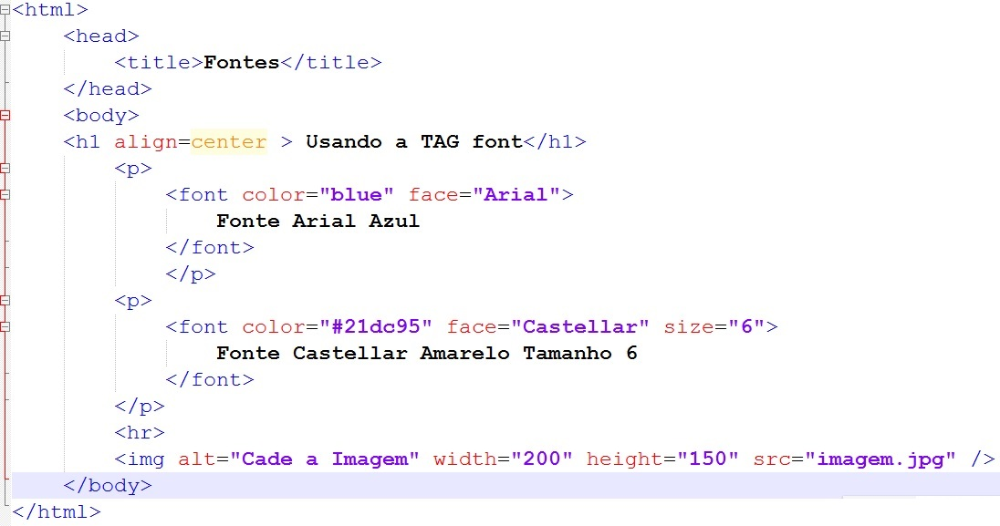 <html>
<head>
<title>Fontes</title>
</head>
<body>
<h1 align=center > Usando a TAG font</h1>
<p>
<font color="blue" face="Arial">
Fonte Arial Azul
</font>
</p>
<p>
<font color="#21dc95" face="Castellar" size="6">
Fonte Castellar Amarelo Tamanho 6
</font>
</p>
<hr>
<img alt="Cade a Imagem" width="200" height="150" src="imagem.jpg" />
</body>
</html>